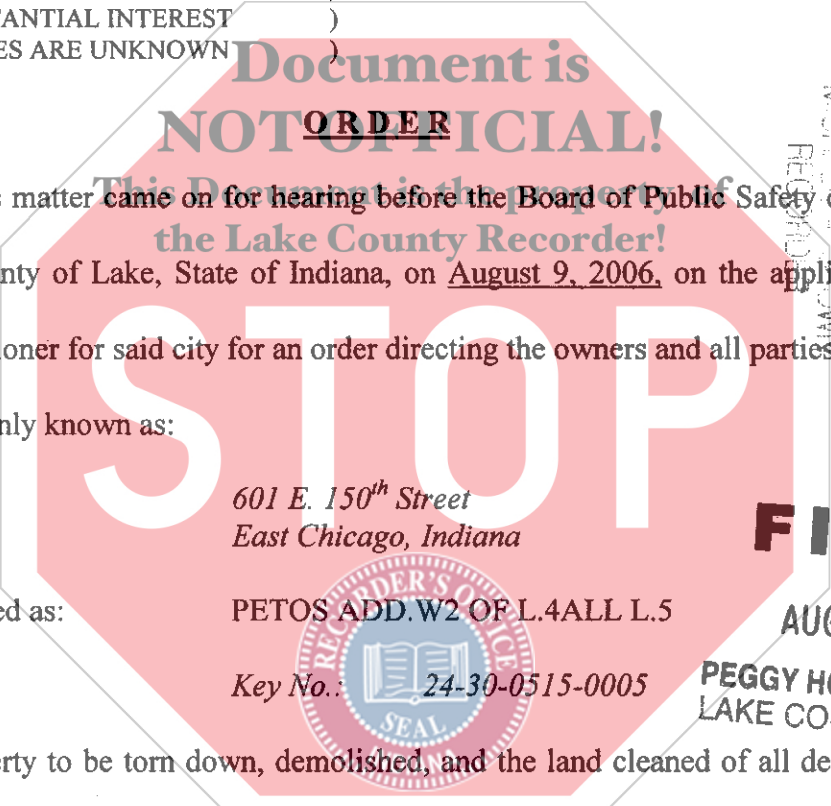 TANTIAL INTEREST )
ES ARE UNKNOWN )
Document is
ORDER
NOT OFFICIAL!
s matter came on for hearing before the Board of Public Safety
This Document is the property of
the Lake County Recorder!
nty of Lake, State of Indiana, on August 9, 2006, on the appli
oner for said city for an order directing the owners and all parties
STOP
nly known as:
601 E. 150th Street
East Chicago, Indiana
FI
ed as: PETOS ADD.W2 OF L.4ALL L.5
AUG
Key No.: 24-30-0515-0005
PEGGY HO
LAKE CO
RECORDER'S OFFICE
SEAL
INDIANA
erty to be torn down, demolished, and the land cleaned of all de
RECORD